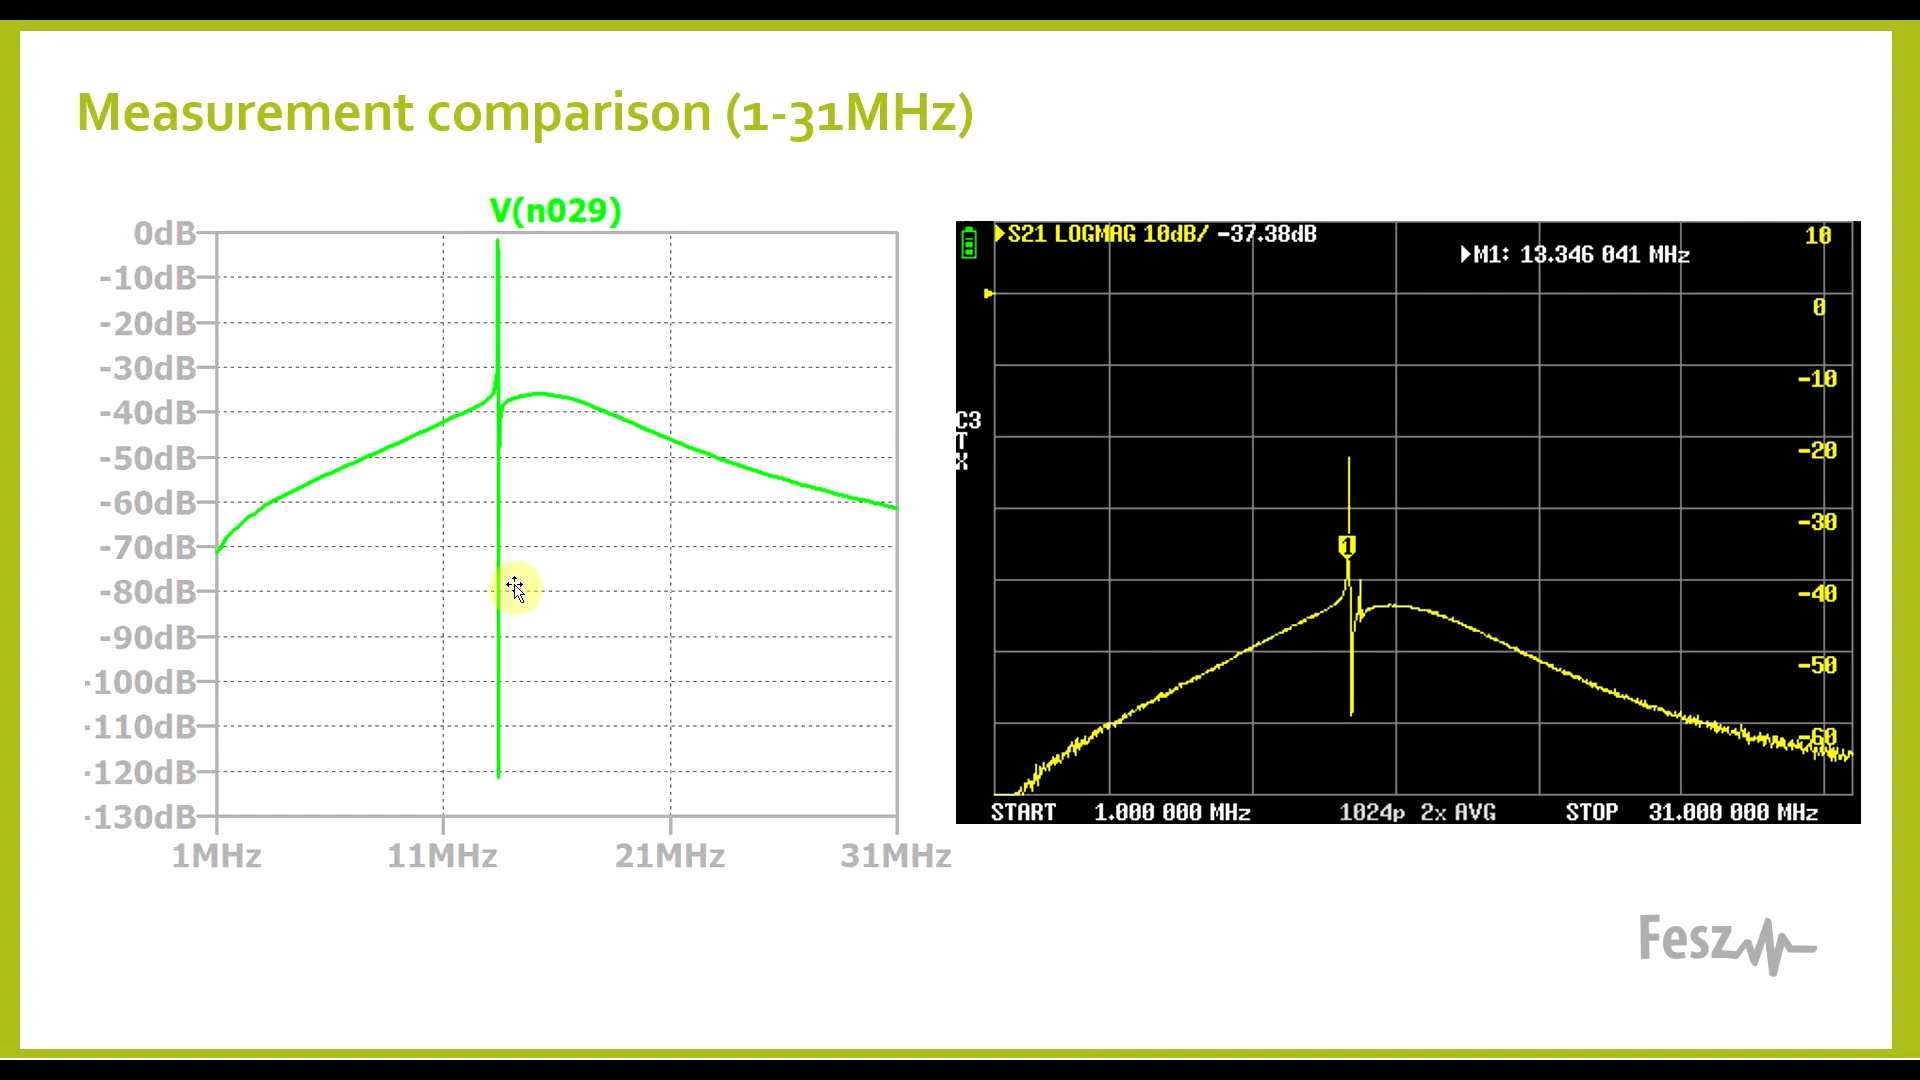 Measurement comparison (1-31MHz)
V(n029)
0dB
-10dB
-20dB
-30dB
-40dB
-50dB
-60dB
-70dB
-80dB
-90dB
-100dB
-110dB
-120dB
-130dB
1MHz 11MHz 21MHz 31MHz
S21 LOGMAG 10dB/ -37.38dB
M1: 13.346 041 MHz
10
0
-10
-20
-30
-40
-50
-60
C3
T
X
1
START 1.000 000 MHz 1024p 2x AVG STOP 31.000 000 MHz
Fesz